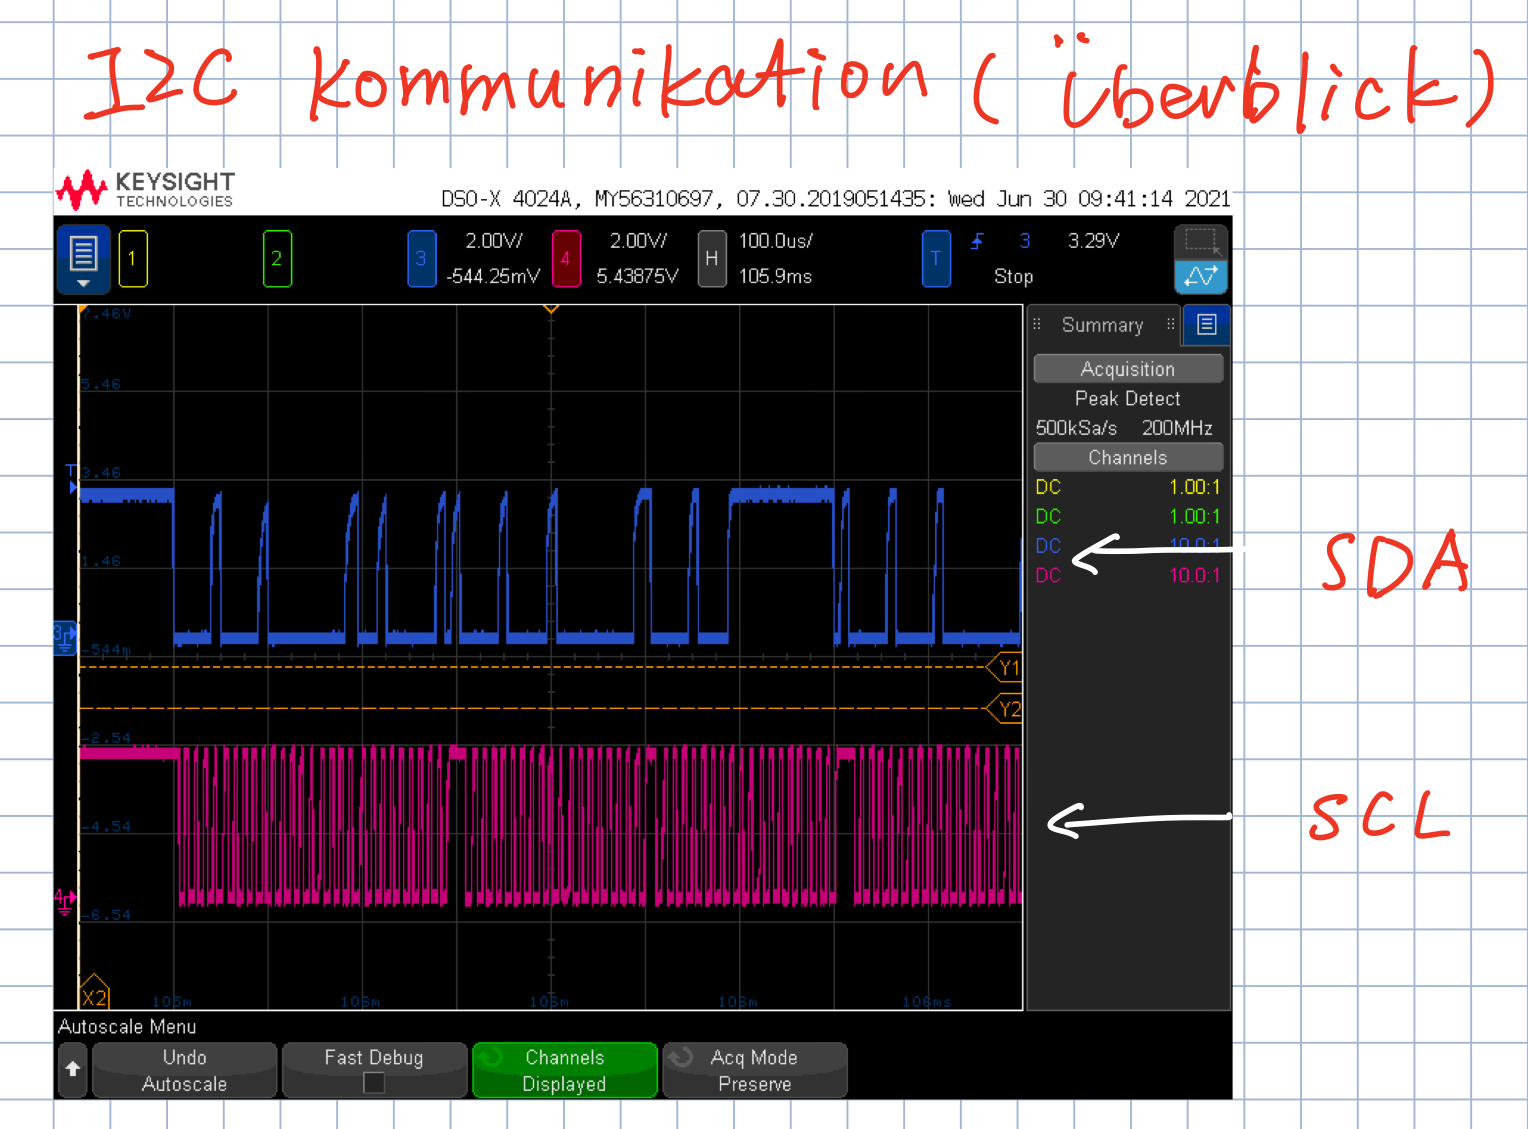 I2C Kommunikation (Überblick)
KEYSIGHT
TECHNOLOGIES
DSO-X 4024A, MY56310697, 07.30.2019051435: Wed Jun 30 09:41:14 2021
1 2 3 2.00V/ 4 2.00V/ H 100.0us/ T 3 3.29V
-544.25mV 5.43875V 105.9ms Stop
7.46V
5.46
3.46
1.46
-544m
-2.54
-4.54
-6.54
T
3
4
Y1
Y2
X2
106ms
Summary
Acquisition
Peak Detect
500kSa/s 200MHz
Channels
DC 1.00:1
DC 1.00:1
DC 10.0:1
DC 10.0:1
SDA
SCL
Autoscale Menu
Undo
Autoscale
Fast Debug
Channels
Displayed
Acq Mode
Preserve